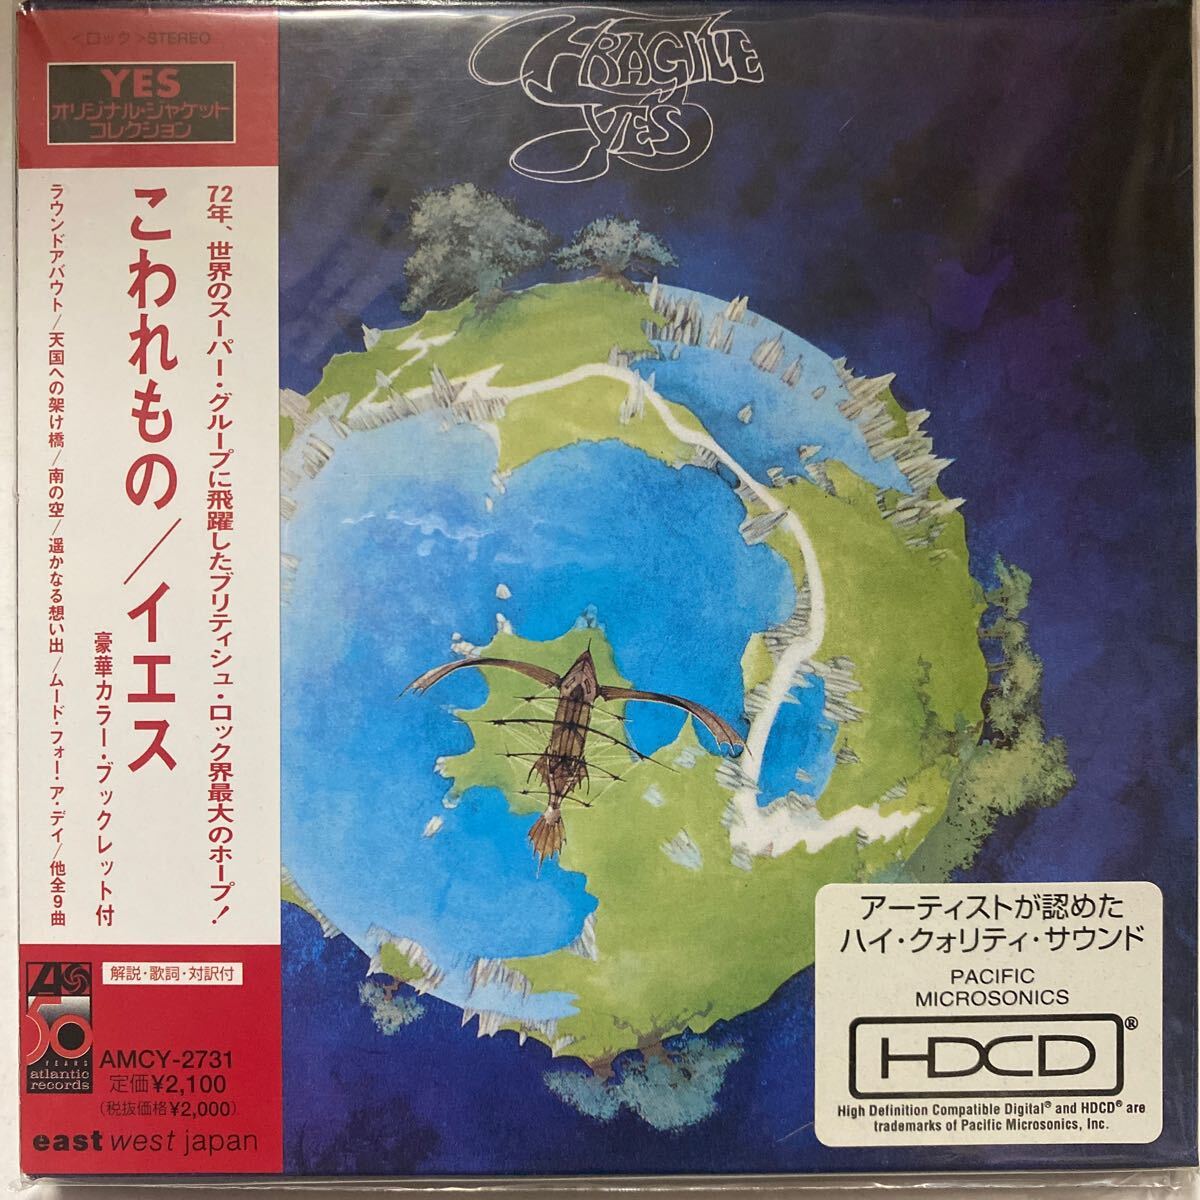 <ロック>STEREO
YES
オリジナル・ジャケット
コレクション
72年、世界のスーパー・グループに飛躍したブリティシュ・ロック界最大のホープ!
こわれもの/イエス
豪華カラー・ブックレット付
ラウンドアバウト/天国への架け橋/南の空/遥かなる想い出/ムード・フォー・ア・デイ/他全9曲
解説・歌詞・対訳付
50
YEARS
atlantic
records
AMCY-2731
定価¥2,100
(税抜価格¥2,000)
east west japan
FRAGILE
YES
アーティストが認めた
ハイ・クォリティ・サウンド
PACIFIC
MICROSONICS
HDCD®
High Definition Compatible Digital® and HDCD® are
trademarks of Pacific Microsonics, Inc.